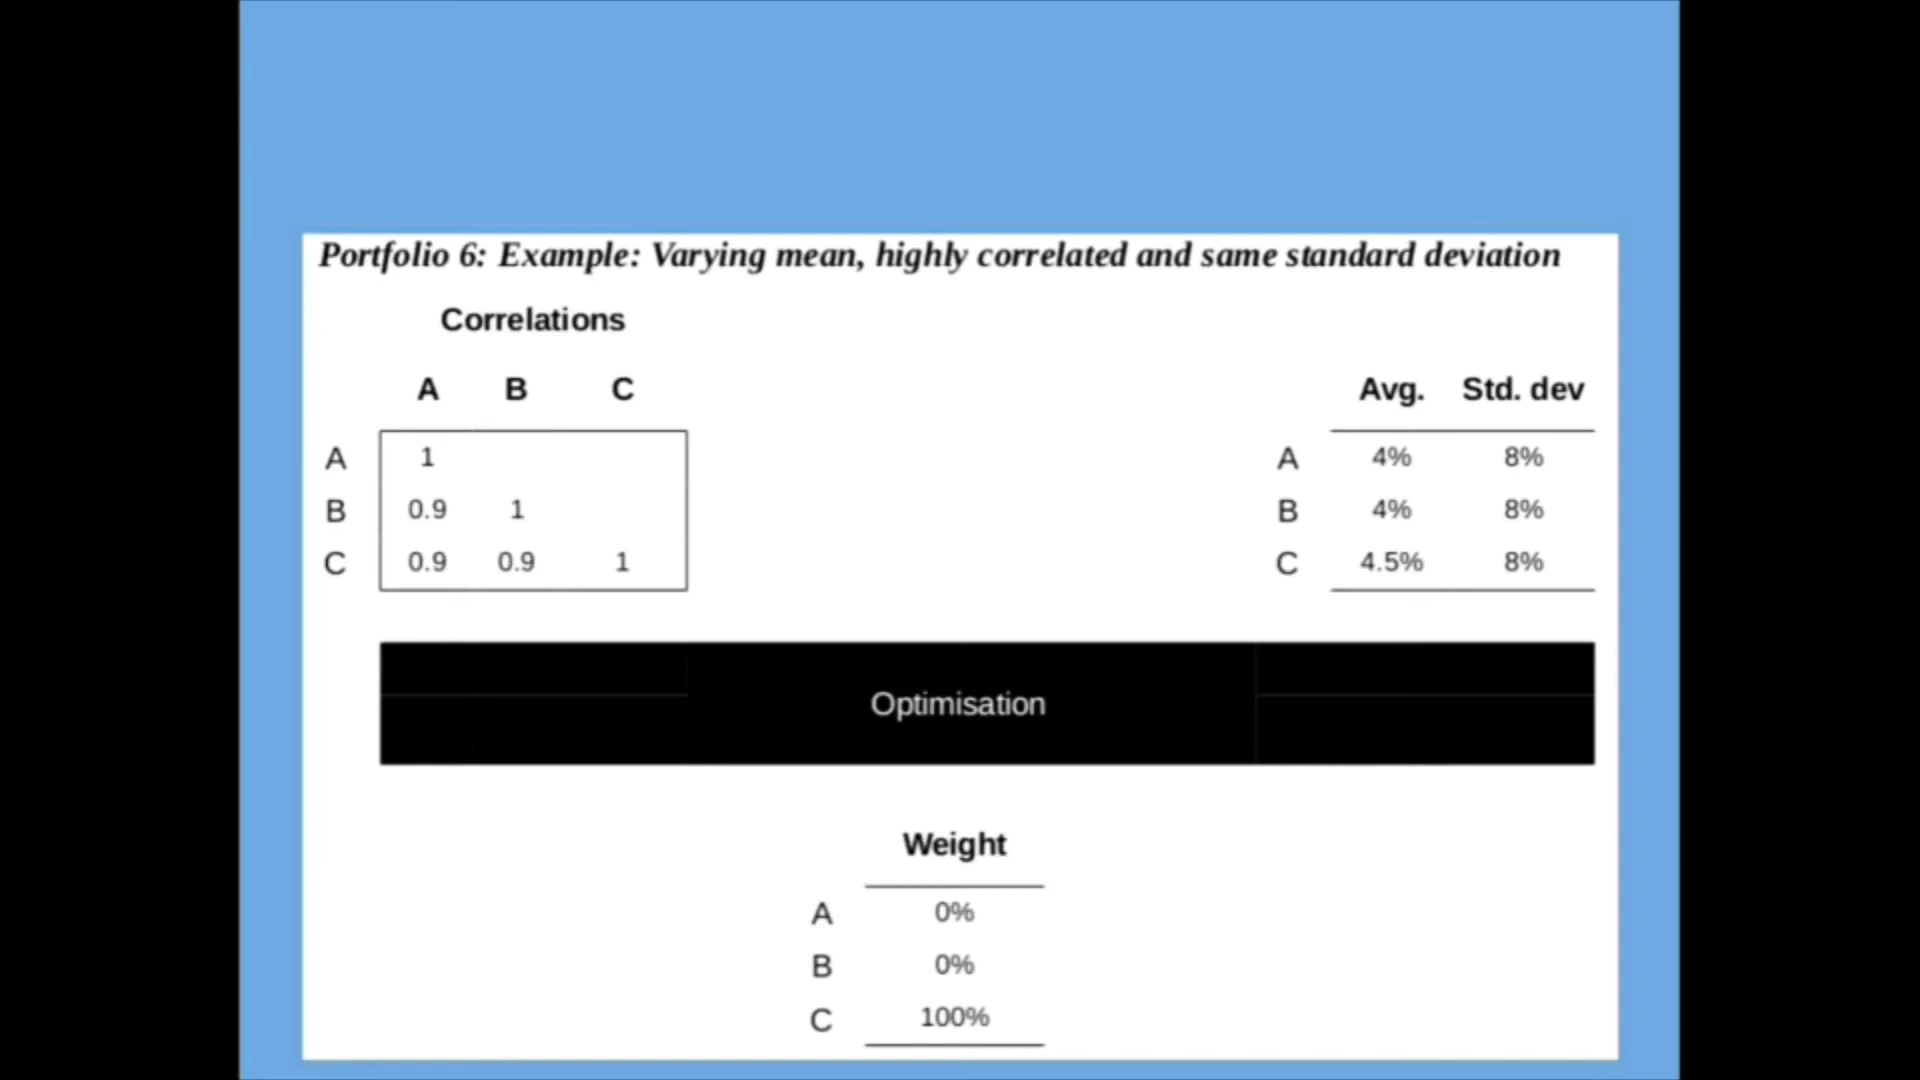 Portfolio 6: Example: Varying mean, highly correlated and same standard deviation
Correlations
A B C
A 1
B 0.9 1
C 0.9 0.9 1
Avg. Std. dev
A 4% 8%
B 4% 8%
C 4.5% 8%
Optimisation
Weight
A 0%
B 0%
C 100%